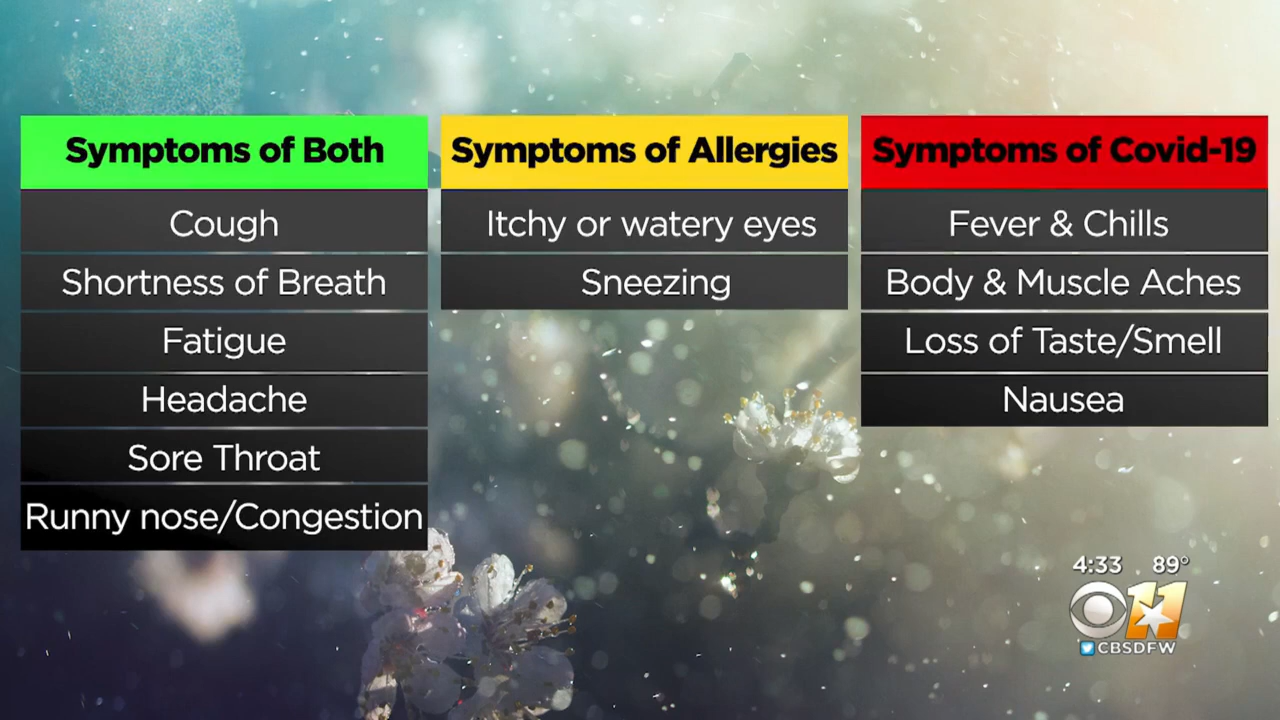 Symptoms of Both
Cough
Shortness of Breath
Fatigue
Headache
Sore Throat
Runny nose/Congestion
Symptoms of Allergies
Itchy or watery eyes
Sneezing
Symptoms of Covid-19
Fever & Chills
Body & Muscle Aches
Loss of Taste/Smell
Nausea
4:33 89°
11
CBSDFW